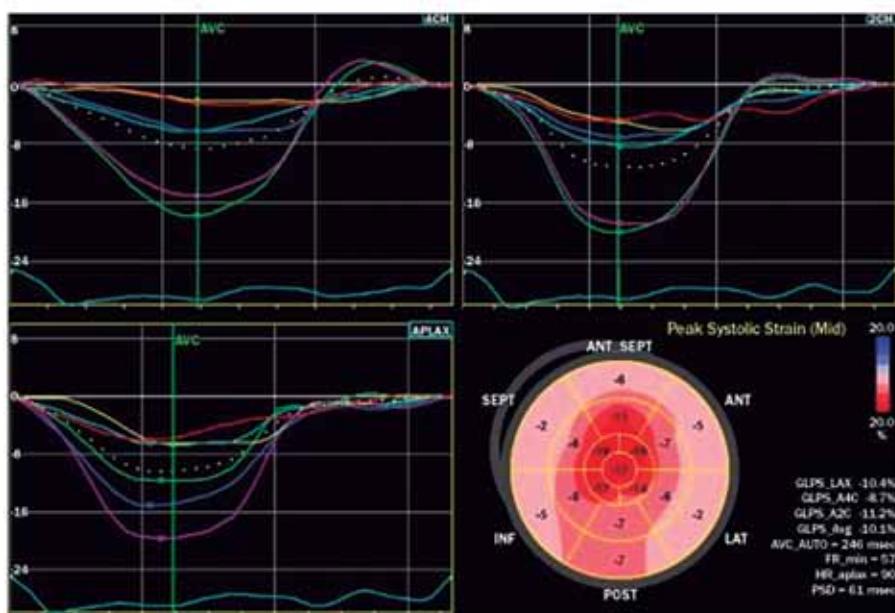 4CH
2CH
8
AVC
0
-8
-16
-24
8
AVC
0
-8
-16
-24
APLAX
8
AVC
0
-8
-16
-24
Peak Systolic Strain (Mid)
20.0
20.0
%
ANT_SEPT
SEPT
ANT
INF
LAT
POST
-6
-2
-5
-5
-7
-7
-7
-6
GLPS_LAX -10.4%
GLPS_A4C -8.7%
GLPS_A2C -11.2%
GLPS_Avg -10.1%
AVC_AUTO = 246 msec
FR_min = 57
HR_aplax = 90
PSD = 61 msec